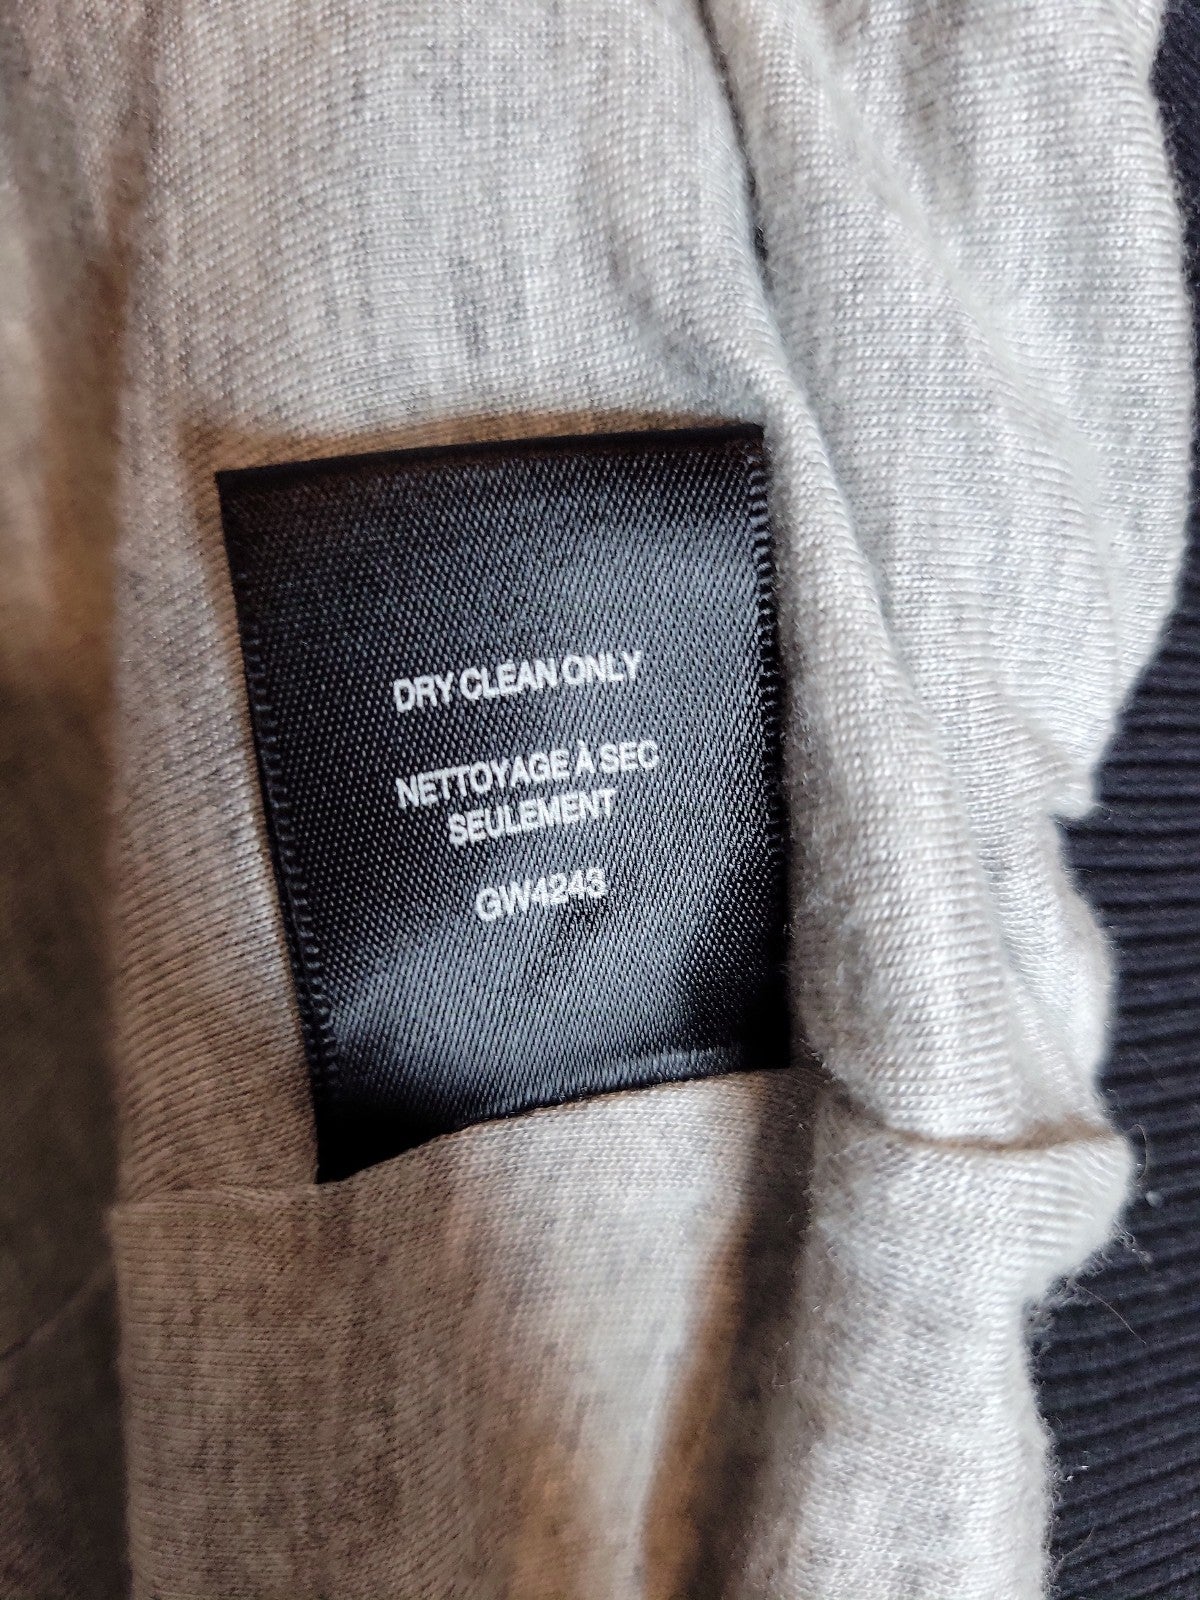 DRY CLEAN ONLY
NETTOYAGE À SEC
SEULEMENT
GW4243